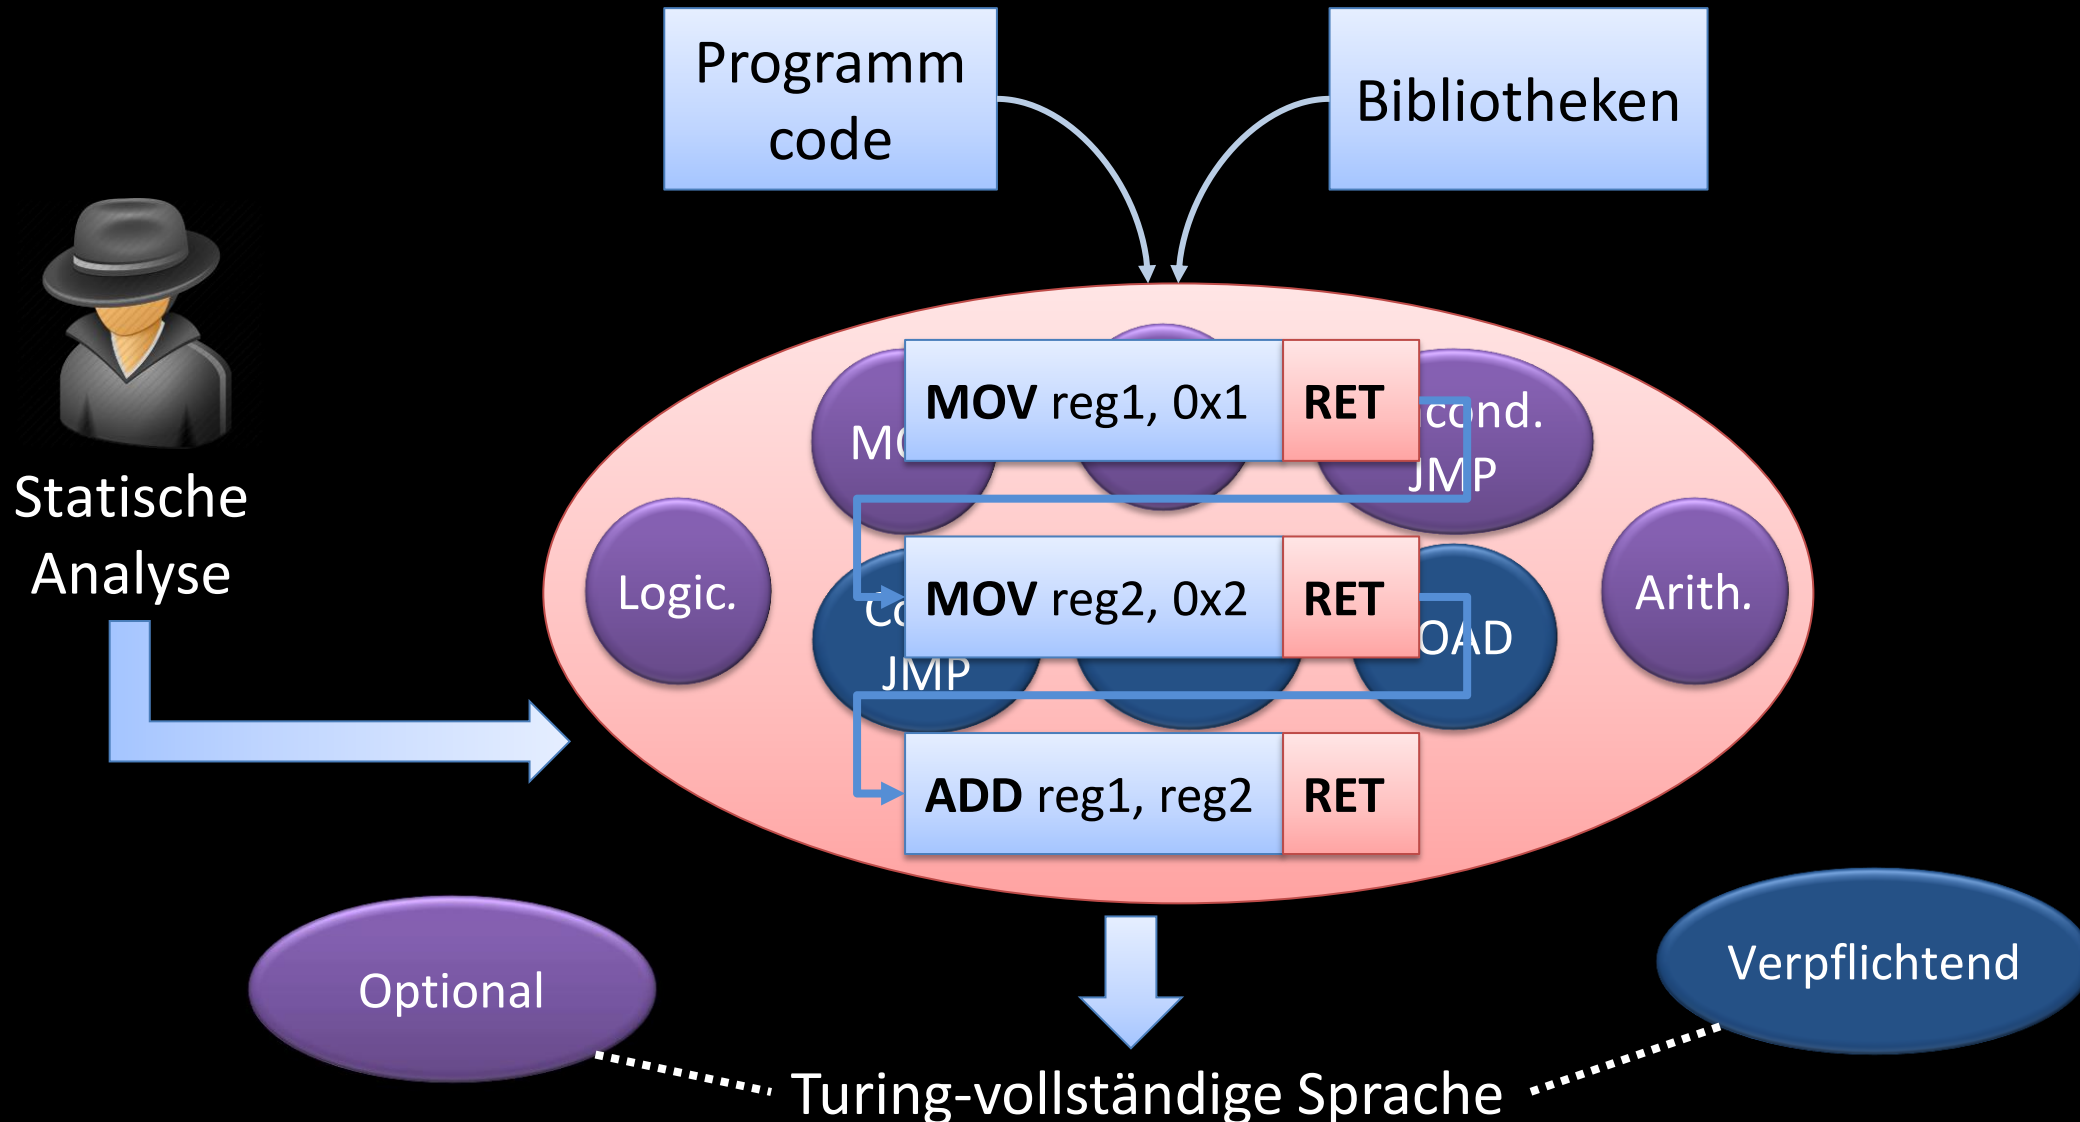 Programm
code
Bibliotheken
Statische
Analyse
MOV reg1, 0x1 RET
cond.
JMP
Logic.
MOV reg2, 0x2 RET
JMP
OAD
Arith.
ADD reg1, reg2 RET
Optional
Verpflichtend
Turing-vollständige Sprache